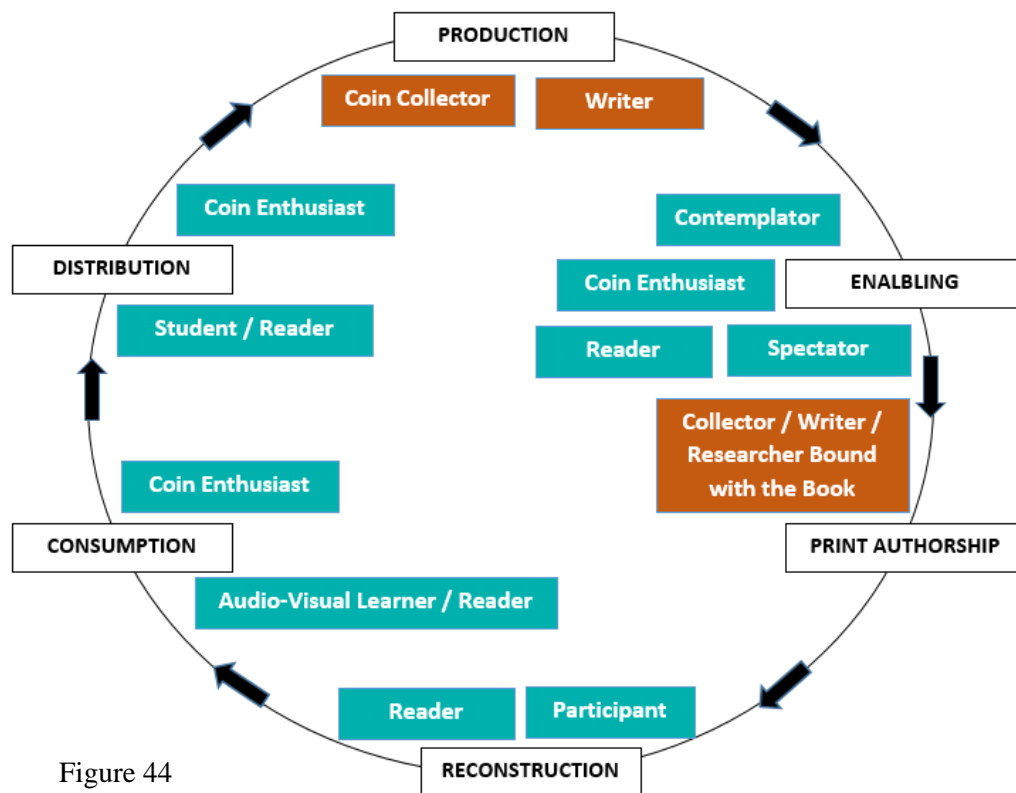 PRODUCTION
Coin Collector
Writer
Coin Enthusiast
Contemplator
DISTRIBUTION
Coin Enthusiast
ENALBLING
Student / Reader
Reader
Spectator
Collector / Writer /
Researcher Bound
with the Book
Coin Enthusiast
CONSUMPTION
PRINT AUTHORSHIP
Audio-Visual Learner / Reader
Reader
Participant
RECONSTRUCTION
Figure 44